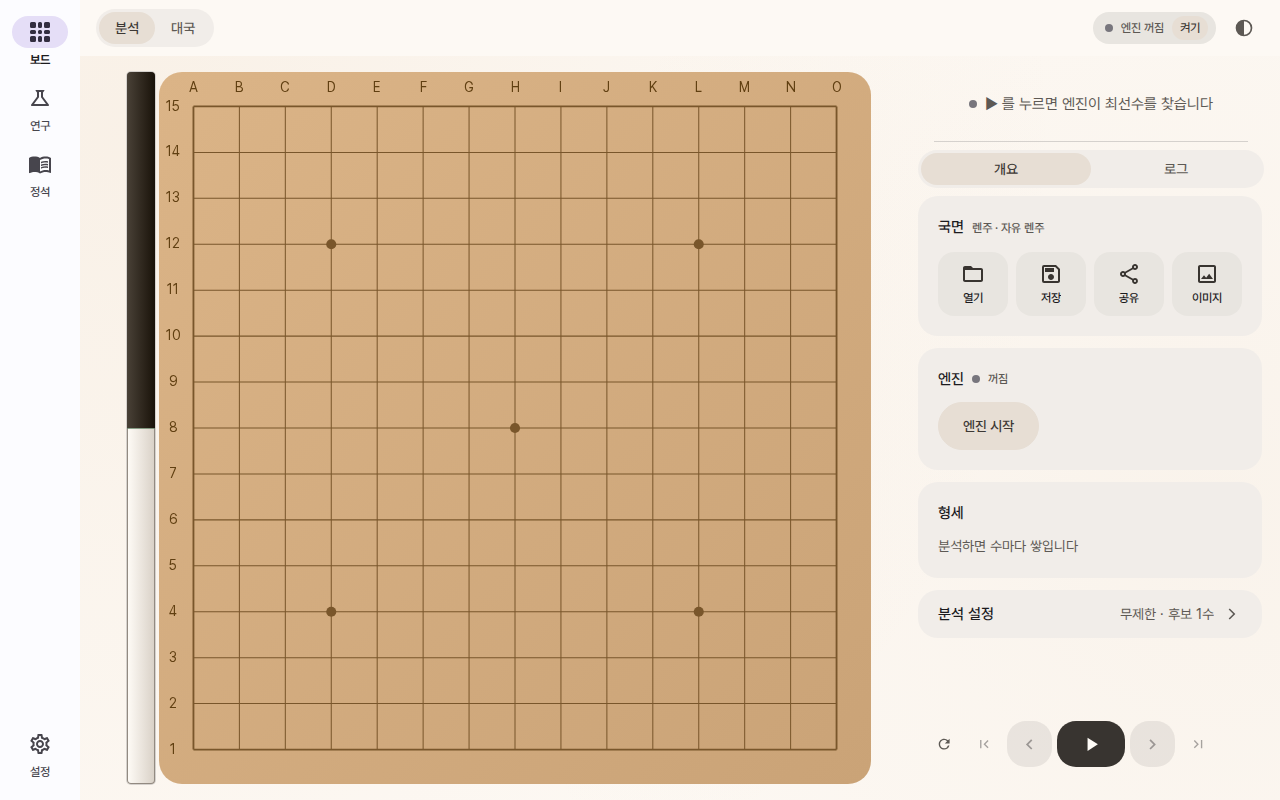 보드
연구
정석
설정
분석 대국
엔진 꺼짐 켜기
A B C D E F G H I J K L M N O
15
14
13
12
11
10
9
8
7
6
5
4
3
2
1
▶ 를 누르면 엔진이 최선수를 찾습니다
개요 로그
국면 렌주 · 자유 렌주
열기 저장 공유 이미지
엔진 꺼짐
엔진 시작
형세
분석하면 수마다 쌓입니다
분석 설정 무제한 · 후보 1수